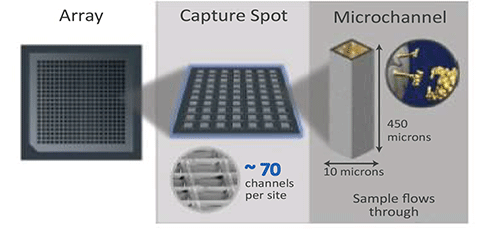 Array
Capture Spot
Microchannel
450
microns
10 microns
~ 70
channels
per site
Sample flows
through